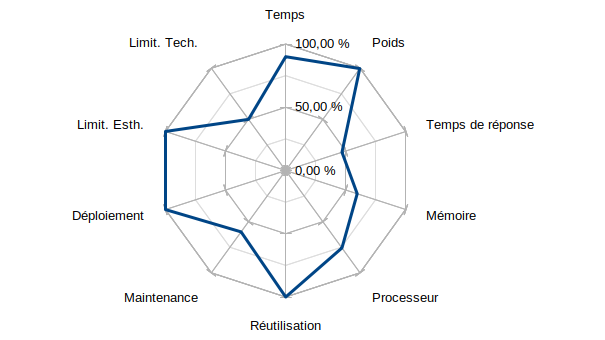 Temps
Limit. Tech.
100,00 %
Poids
50,00 %
Limit. Esth.
Temps de réponse
0,00 %
Déploiement
Mémoire
Maintenance
Processeur
Réutilisation